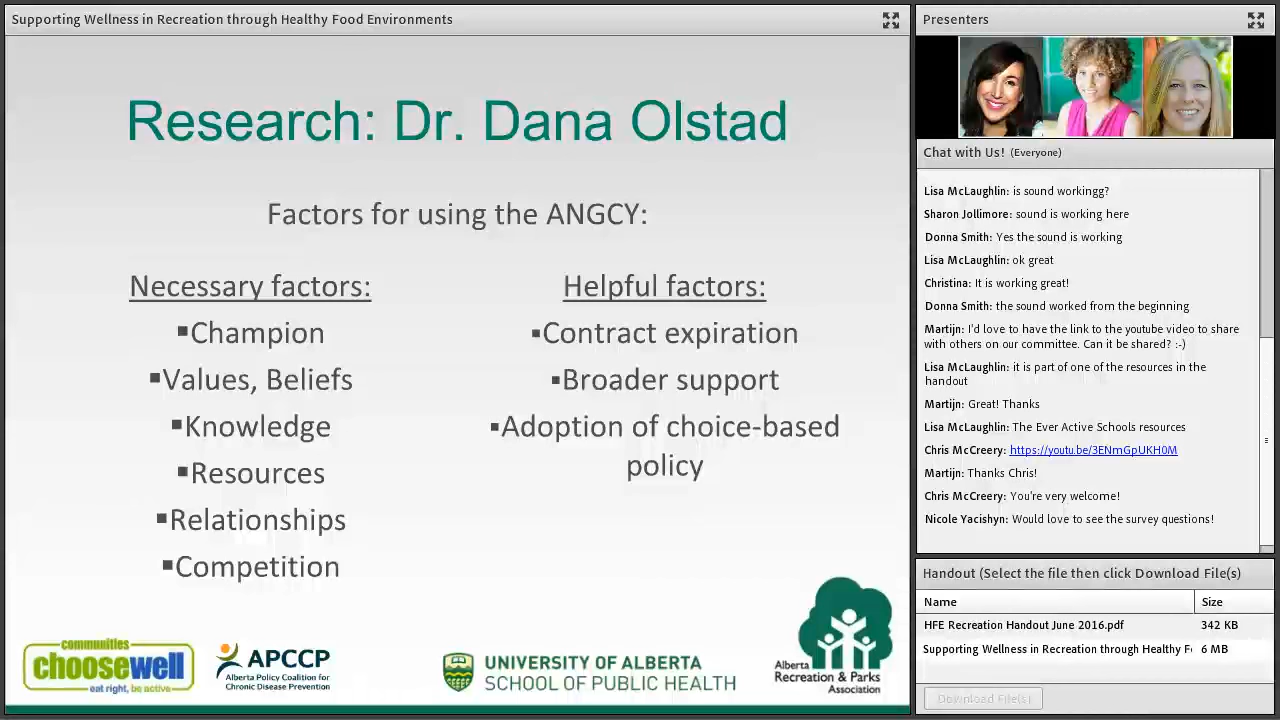 Supporting Wellness in Recreation through Healthy Food Environments
Research: Dr. Dana Olstad
Factors for using the ANGCY:
Necessary factors:
▪Champion
▪Values, Beliefs
▪Knowledge
▪Resources
▪Relationships
▪Competition
Helpful factors:
▪Contract expiration
▪Broader support
▪Adoption of choice-based
policy
communities
choosewell
eat right, be active
APCCP
Alberta Policy Coalition for
Chronic Disease Prevention
UNIVERSITY OF ALBERTA
SCHOOL OF PUBLIC HEALTH
Alberta
Recreation & Parks
Association
Presenters
Chat with Us! (Everyone)
Lisa McLaughlin: is sound workingg?
Sharon Jollimore: sound is working here
Donna Smith: Yes the sound is working
Lisa McLaughlin: ok great
Christina: It is working great!
Donna Smith: the sound worked from the beginning
Martijn: I'd love to have the link to the youtube video to share
with others on our committee. Can it be shared? :-)
Lisa McLaughlin: it is part of one of the resources in the
handout
Martijn: Great! Thanks
Lisa McLaughlin: The Ever Active Schools resources
Chris McCreery: https://youtu.be/3ENmGpUKH0M
Martijn: Thanks Chris!
Chris McCreery: You're very welcome!
Nicole Yacishyn: Would love to see the survey questions!
Handout (Select the file then click Download File(s)
Name Size
HFE Recreation Handout June 2016.pdf 342 KB
Supporting Wellness in Recreation through Healthy F 6 MB
Download File(s)